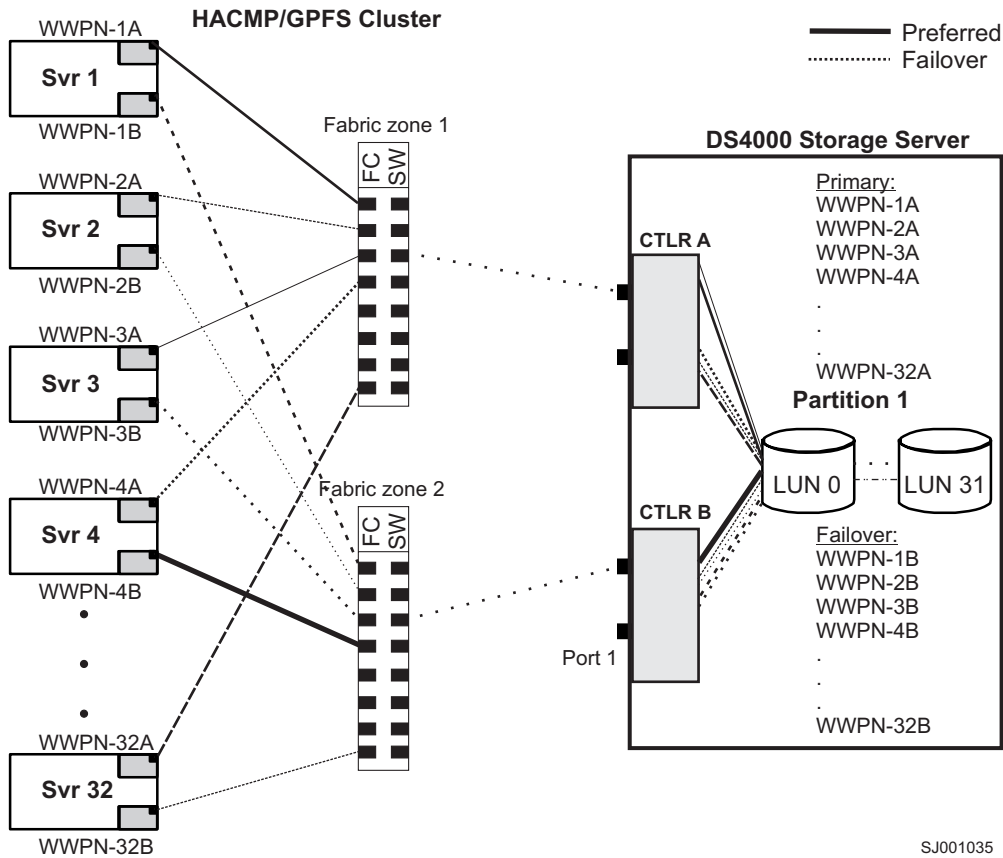 HACMP/GPFS Cluster
Preferred
Failover
WWPN-1A
Svr 1
WWPN-1B
WWPN-2A
Svr 2
WWPN-2B
WWPN-3A
Svr 3
WWPN-3B
WWPN-4A
Svr 4
WWPN-4B
WWPN-32A
Svr 32
WWPN-32B
Fabric zone 1
FC
SW
Fabric zone 2
FC
SW
DS4000 Storage Server
CTLR A
CTLR B
Port 1
Primary:
WWPN-1A
WWPN-2A
WWPN-3A
WWPN-4A
.
.
.
WWPN-32A
Partition 1
LUN 0
LUN 31
Failover:
WWPN-1B
WWPN-2B
WWPN-3B
WWPN-4B
.
.
.
WWPN-32B
SJ001035